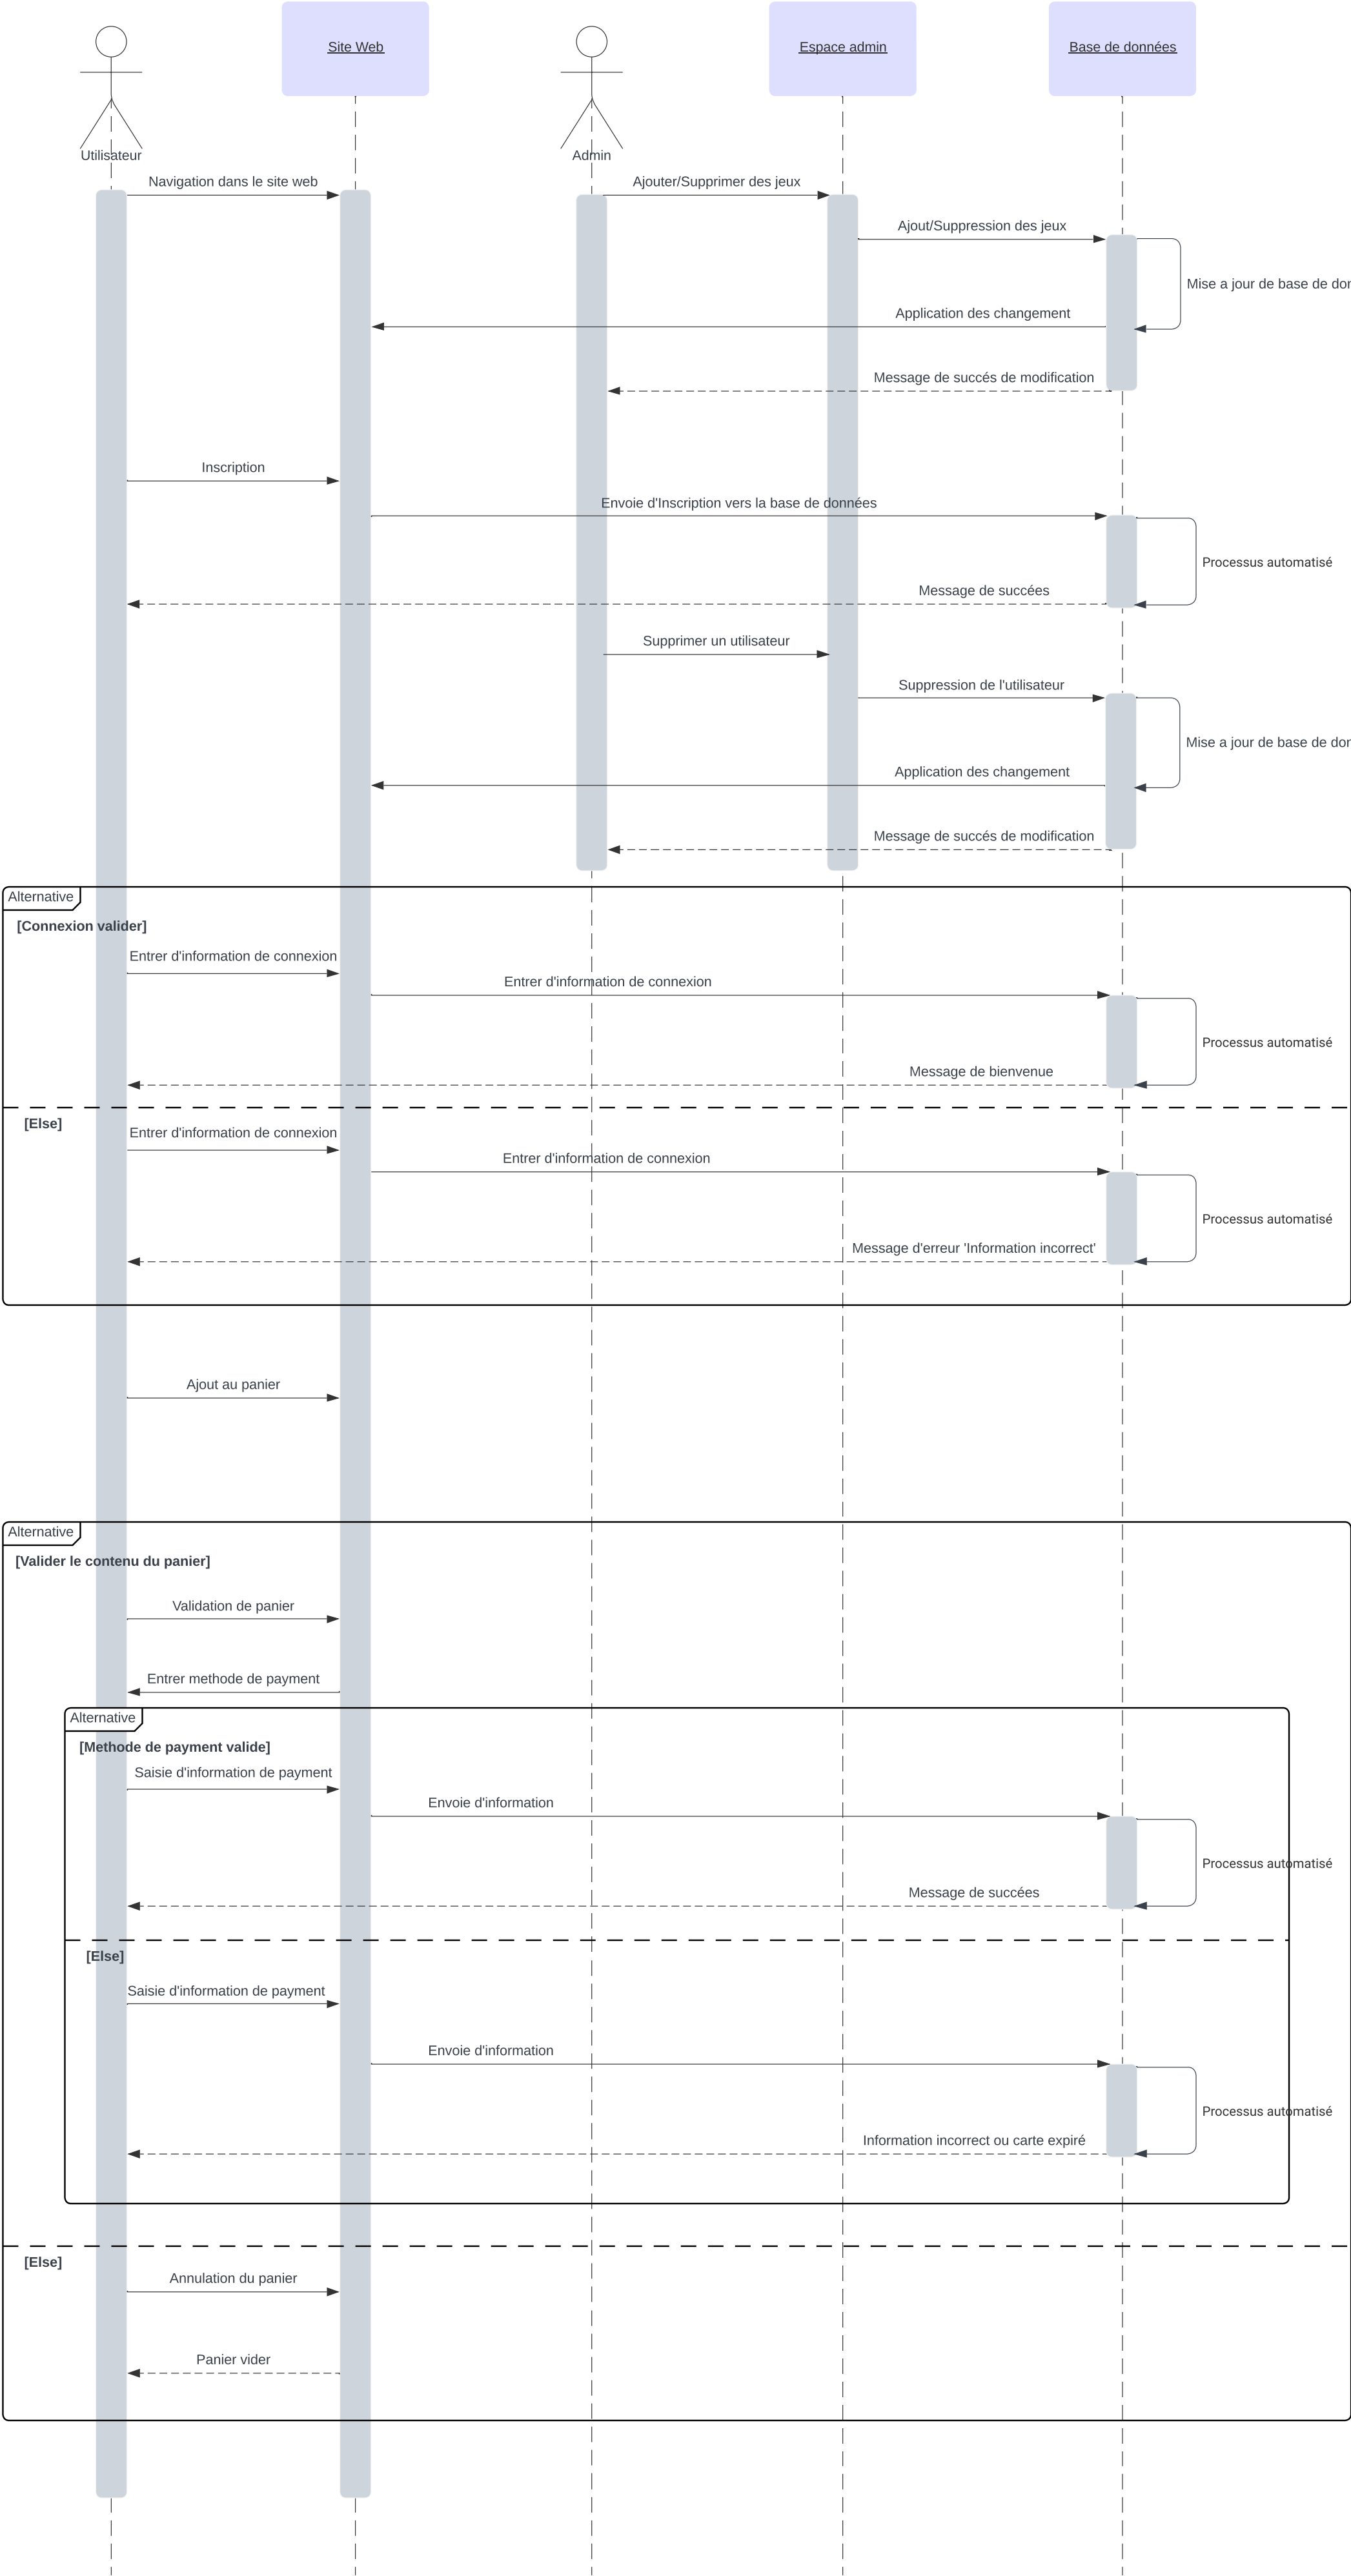 Site Web
Espace admin
Base de données
Utilisateur
Admin
Navigation dans le site web
Ajouter/Supprimer des jeux
Ajout/Suppression des jeux
Mise a jour de base de don
Application des changement
Message de succés de modification
Inscription
Envoie d'Inscription vers la base de données
Processus automatisé
Message de succées
Supprimer un utilisateur
Suppression de l'utilisateur
Mise a jour de base de don
Application des changement
Message de succés de modification
Alternative
[Connexion valider]
Entrer d'information de connexion
Entrer d'information de connexion
Processus automatisé
Message de bienvenue
[Else]
Entrer d'information de connexion
Entrer d'information de connexion
Processus automatisé
Message d'erreur 'Information incorrect'
Ajout au panier
Alternative
[Valider le contenu du panier]
Validation de panier
Entrer methode de payment
Alternative
[Methode de payment valide]
Saisie d'information de payment
Envoie d'information
Processus automatisé
Message de succées
[Else]
Saisie d'information de payment
Envoie d'information
Processus automatisé
Information incorrect ou carte expiré
[Else]
Annulation du panier
Panier vider